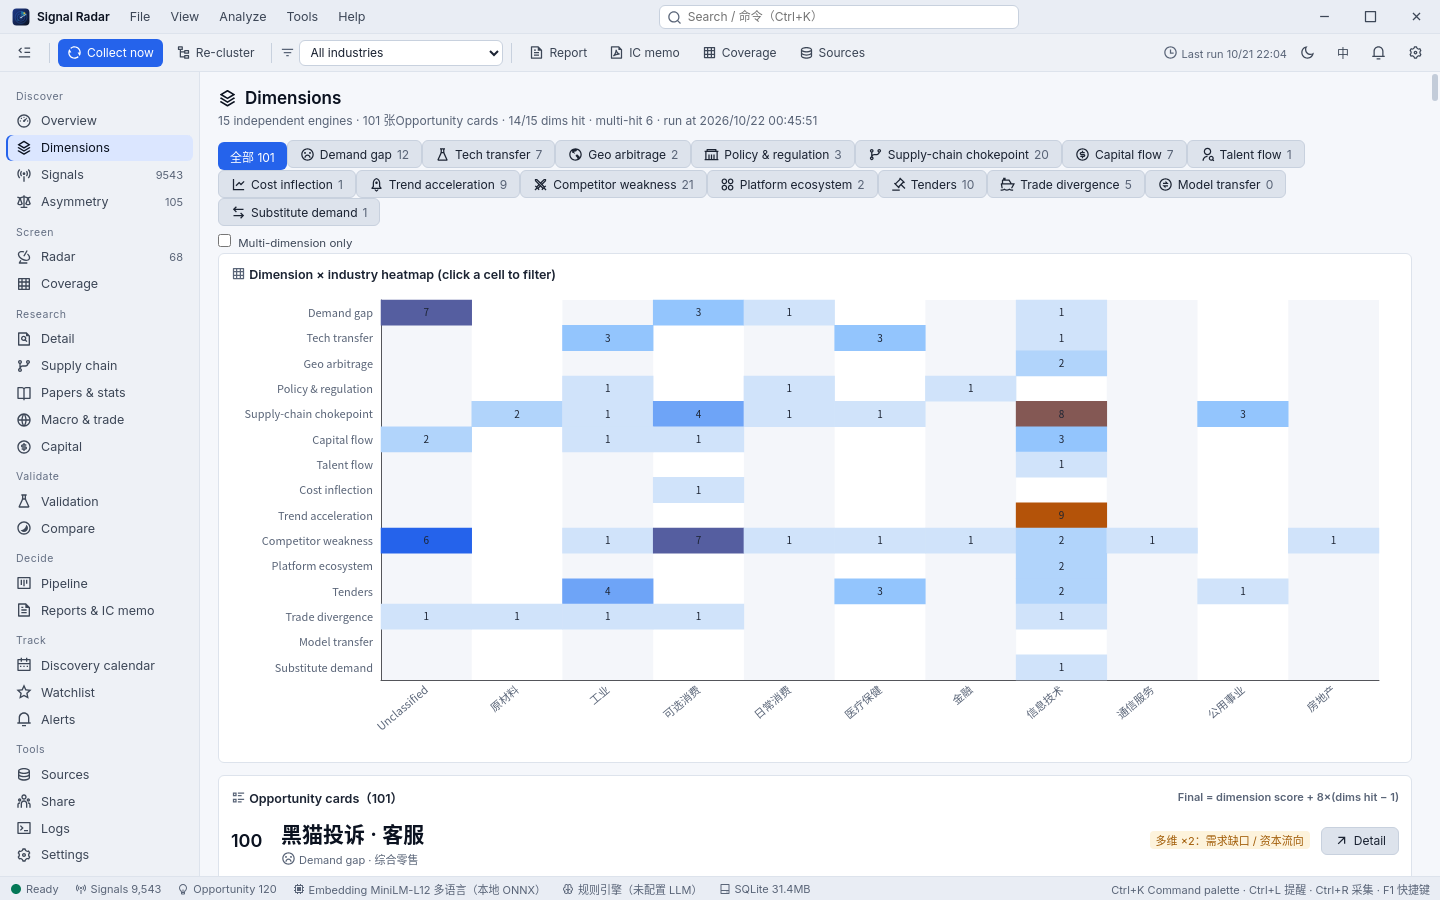 Signal Radar File View Analyze Tools Help Search / 命令（Ctrl+K）
Collect now Re-cluster All industries Report IC memo Coverage Sources Last run 10/21 22:04 中
Discover
Overview
Dimensions
Signals 9543
Asymmetry 105
Screen
Radar 68
Coverage
Research
Detail
Supply chain
Papers & stats
Macro & trade
Capital
Validate
Validation
Compare
Decide
Pipeline
Reports & IC memo
Track
Discovery calendar
Watchlist
Alerts
Tools
Sources
Share
Logs
Settings
Dimensions
15 independent engines · 101 张Opportunity cards · 14/15 dims hit · multi-hit 6 · run at 2026/10/22 00:45:51
全部 101 Demand gap 12 Tech transfer 7 Geo arbitrage 2 Policy & regulation 3 Supply-chain chokepoint 20 Capital flow 7 Talent flow 1
Cost inflection 1 Trend acceleration 9 Competitor weakness 21 Platform ecosystem 2 Tenders 10 Trade divergence 5 Model transfer 0
Substitute demand 1
Multi-dimension only
Dimension × industry heatmap (click a cell to filter)
Demand gap 7 3 1 1
Tech transfer 3 3 1
Geo arbitrage 2
Policy & regulation 1 1 1
Supply-chain chokepoint 2 1 4 1 1 8 3
Capital flow 2 1 1 3
Talent flow 1
Cost inflection 1
Trend acceleration 9
Competitor weakness 6 1 7 1 1 1 2 1 1
Platform ecosystem 2
Tenders 4 3 2 1
Trade divergence 1 1 1 1 1
Model transfer
Substitute demand 1
Unclassified 原材料 工业 可选消费 日常消费 医疗保健 金融 信息技术 通信服务 公用事业 房地产
Opportunity cards（101） Final = dimension score + 8×(dims hit − 1)
100 黑猫投诉 · 客服 多维 ×2：需求缺口 / 资本流向 Detail
Demand gap · 综合零售
Ready Signals 9,543 Opportunity 120 Embedding MiniLM-L12 多语言（本地 ONNX） 规则引擎（未配置 LLM） SQLite 31.4MB Ctrl+K Command palette · Ctrl+L 提醒 · Ctrl+R 采集 · F1 快捷键